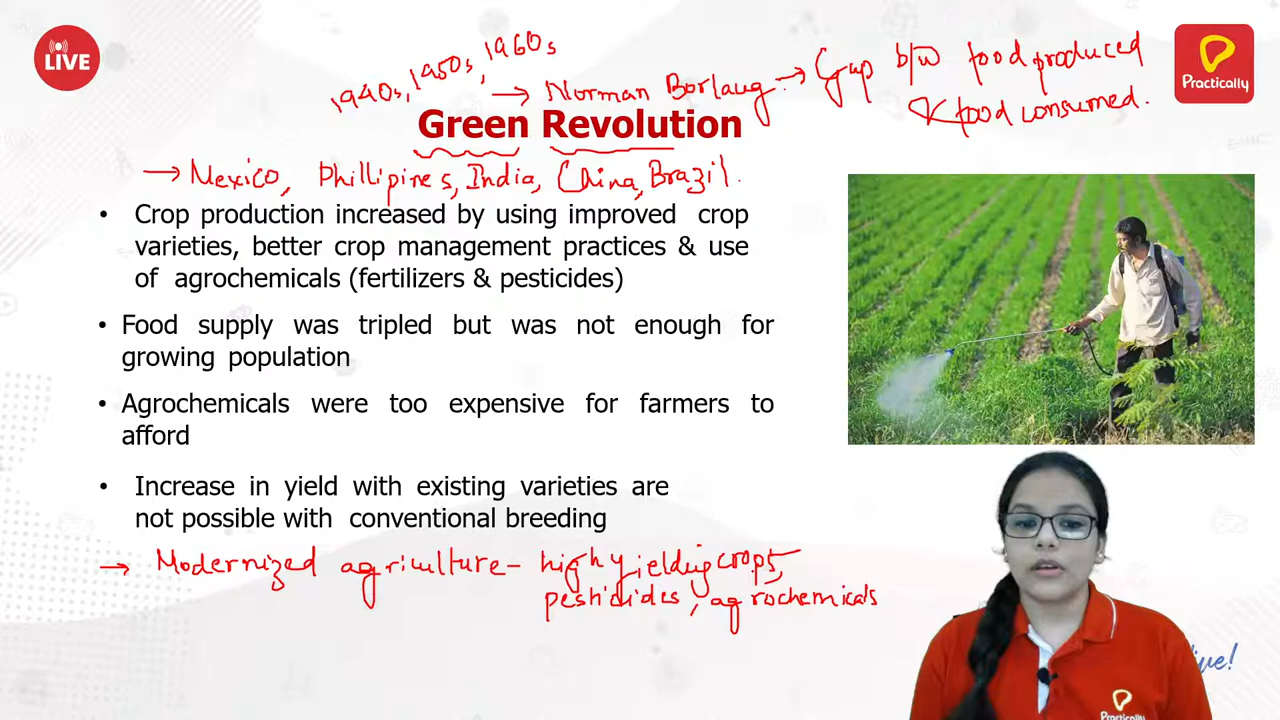 LIVE
1940s, 1950s, 1960s
→ Norman Borlaug → Gap b/w food produced
& food consumed.
Practically
Green Revolution
→ Mexico, Phillipines, India, China, Brazil.
• Crop production increased by using improved crop
varieties, better crop management practices & use
of agrochemicals (fertilizers & pesticides)
• Food supply was tripled but was not enough for
growing population
• Agrochemicals were too expensive for farmers to
afford
• Increase in yield with existing varieties are
not possible with conventional breeding
→ Modernized agriculture - high yielding crops,
pesticides, agrochemicals
Practically